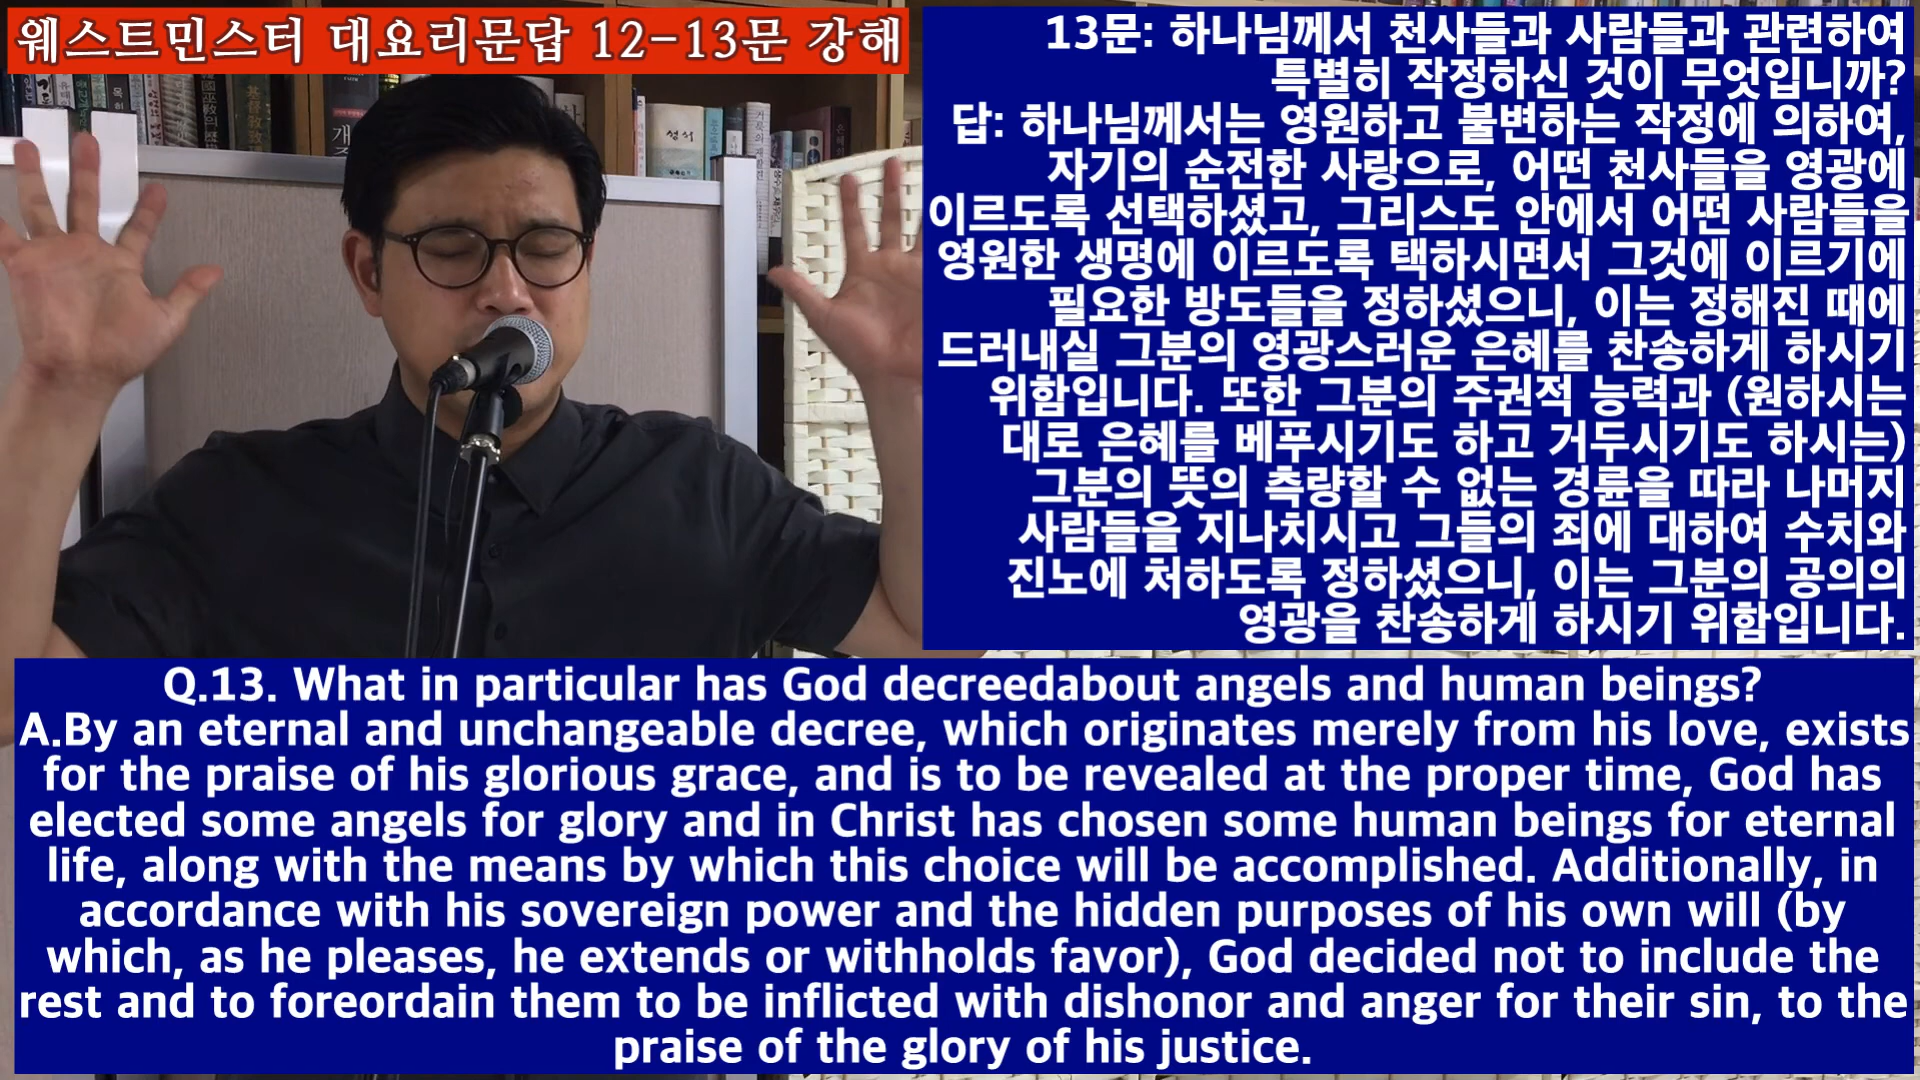 웨스트민스터 대요리문답 12-13문 강해
13문: 하나님께서 천사들과 사람들과 관련하여
특별히 작정하신 것이 무엇입니까?
답: 하나님께서는 영원하고 불변하는 작정에 의하여,
자기의 순전한 사랑으로, 어떤 천사들을 영광에
이르도록 선택하셨고, 그리스도 안에서 어떤 사람들을
영원한 생명에 이르도록 택하시면서 그것에 이르기에
필요한 방도들을 정하셨으니, 이는 정해진 때에
드러내실 그분의 영광스러운 은혜를 찬송하게 하시기
위함입니다. 또한 그분의 주권적 능력과 (원하시는
대로 은혜를 베푸시기도 하고 거두시기도 하시는)
그분의 뜻의 측량할 수 없는 경륜을 따라 나머지
사람들을 지나치시고 그들의 죄에 대하여 수치와
진노에 처하도록 정하셨으니, 이는 그분의 공의의
영광을 찬송하게 하시기 위함입니다.
성서
Q.13. What in particular has God decreedabout angels and human beings?
A.By an eternal and unchangeable decree, which originates merely from his love, exists
for the praise of his glorious grace, and is to be revealed at the proper time, God has
elected some angels for glory and in Christ has chosen some human beings for eternal
life, along with the means by which this choice will be accomplished. Additionally, in
accordance with his sovereign power and the hidden purposes of his own will (by
which, as he pleases, he extends or withholds favor), God decided not to include the
rest and to foreordain them to be inflicted with dishonor and anger for their sin, to the
praise of the glory of his justice.